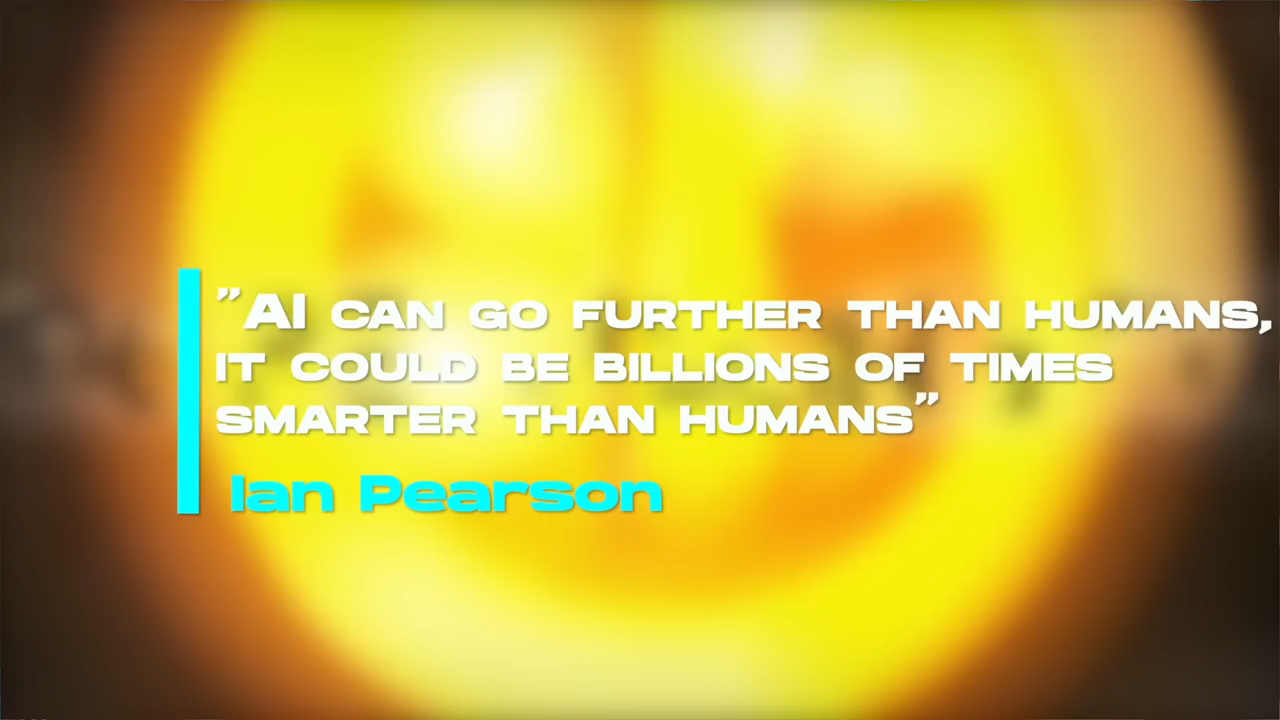 ”AI CAN GO FURTHER THAN HUMANS,
IT COULD BE BILLIONS OF TIMES
SMARTER THAN HUMANS”
Ian Pearson